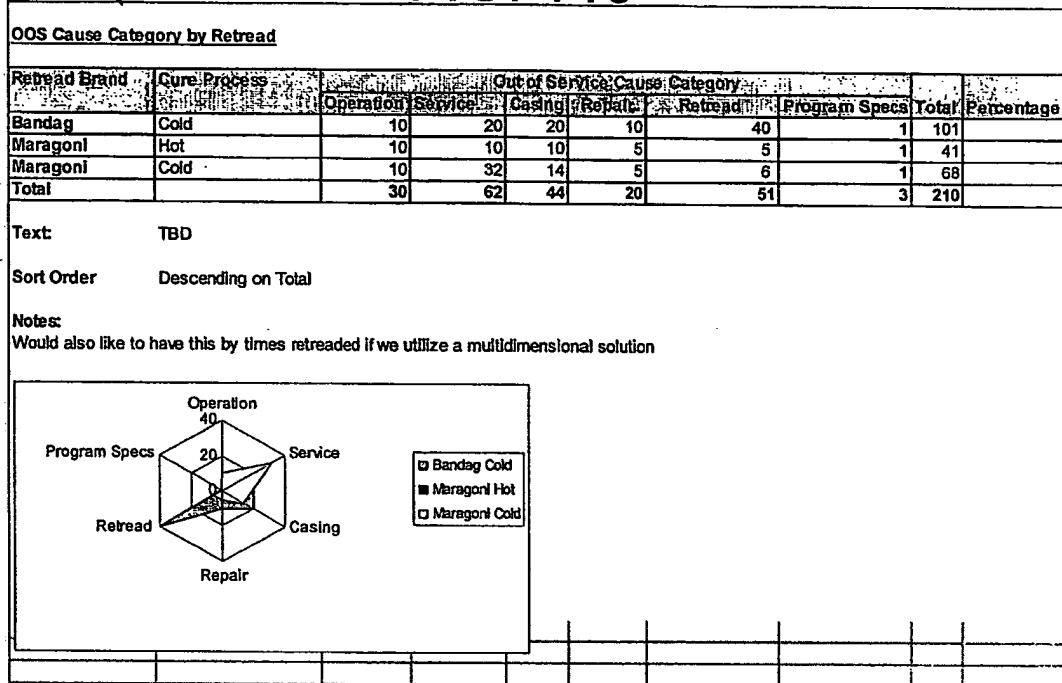 OOS Cause Category by Retread
Retread Brand Cure Process Out of Service Cause Category
Operation Service Casing Repair Retread Program Specs Total Percentage
Bandag Cold 10 20 20 10 40 1 101
Maragoni Hot 10 10 10 5 5 1 41
Maragoni Cold 10 32 14 5 6 1 68
Total 30 62 44 20 51 3 210
Text: TBD
Sort Order Descending on Total
Notes:
Would also like to have this by times retreaded if we utilize a multidimensional solution
Operation
40
Program Specs 20 Service
0
Retread Casing
Repair
Bandag Cold
Maragoni Hot
Maragoni Cold